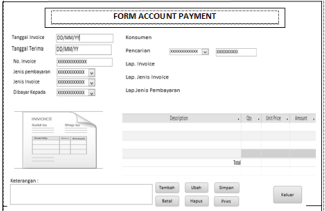 FORM ACCOUNT PAYMENT
Tanggal Invoice DD/MM/YY Konsumen
Tanggal Terima DD/MM/YY Pencarian xxxxxxxxxxx xxxxxxxxx
No. Invoice xxxxxxxxxxxx Lap. Invoice
Jenis pembayaran xxxxxxxxxxx Lap. Jenis Invoice
Jenis Invoice xxxxxxxxxxx Lap.Jenis Pembayaran
Dibayar Kepada xxxxxxxxxxx
INVOICE
Description Qty Unit Price Amount
Total
Keterangan :
Tambah Ubah Simpan
Batal Hapus Print
Keluar